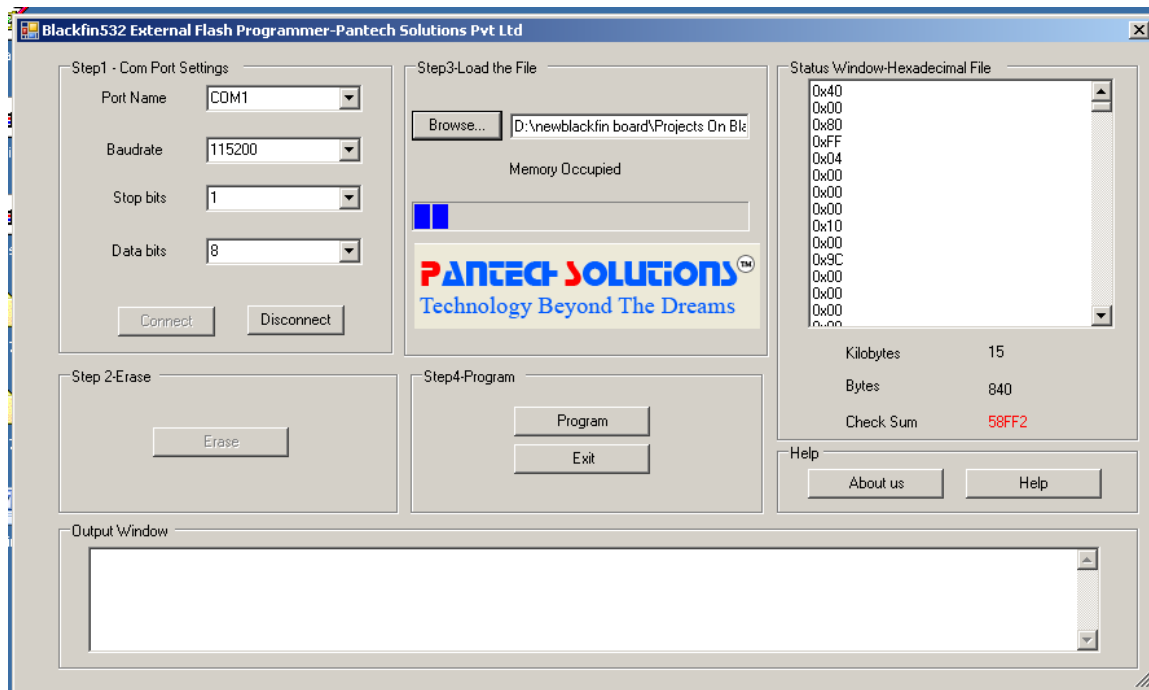 Blackfin532 External Flash Programmer-Pantech Solutions Pvt Ltd
Step1 - Com Port Settings
Port Name
COM1
Baudrate
115200
Stop bits
1
Data bits
8
Connect
Disconnect
Step3-Load the File
Browse...
D:\newblackfin board\Projects On Bla
Memory Occupied
PANTECH SOLUTIONS TM
Technology Beyond The Dreams
Status Window-Hexadecimal File
0x40
0x00
0x80
0xFF
0x04
0x00
0x00
0x00
0x10
0x00
0x9C
0x00
0x00
0x00
0x00
Kilobytes 15
Bytes 840
Check Sum 58FF2
Step 2-Erase
Erase
Step4-Program
Program
Exit
Help
About us
Help
Output Window